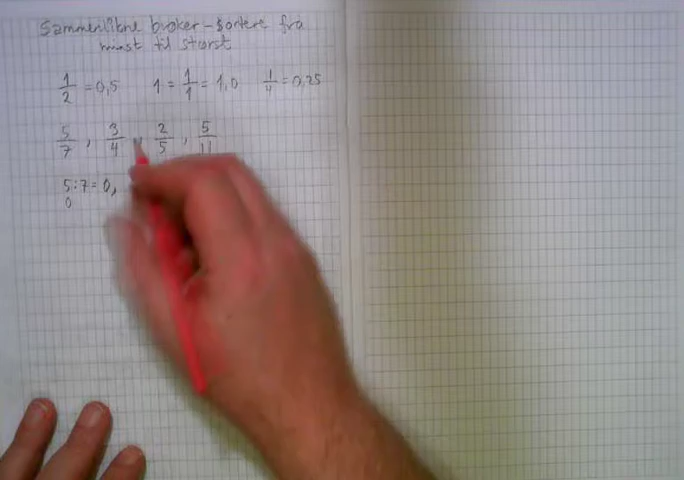 Sammenlikne brøker - Sortere fra
minst til størst
1/2 = 0,5 1 = 1/1 = 1,0 1/4 = 0,25
5/7, 3/4, 2/5, 5/11
5:7 = 0,
0